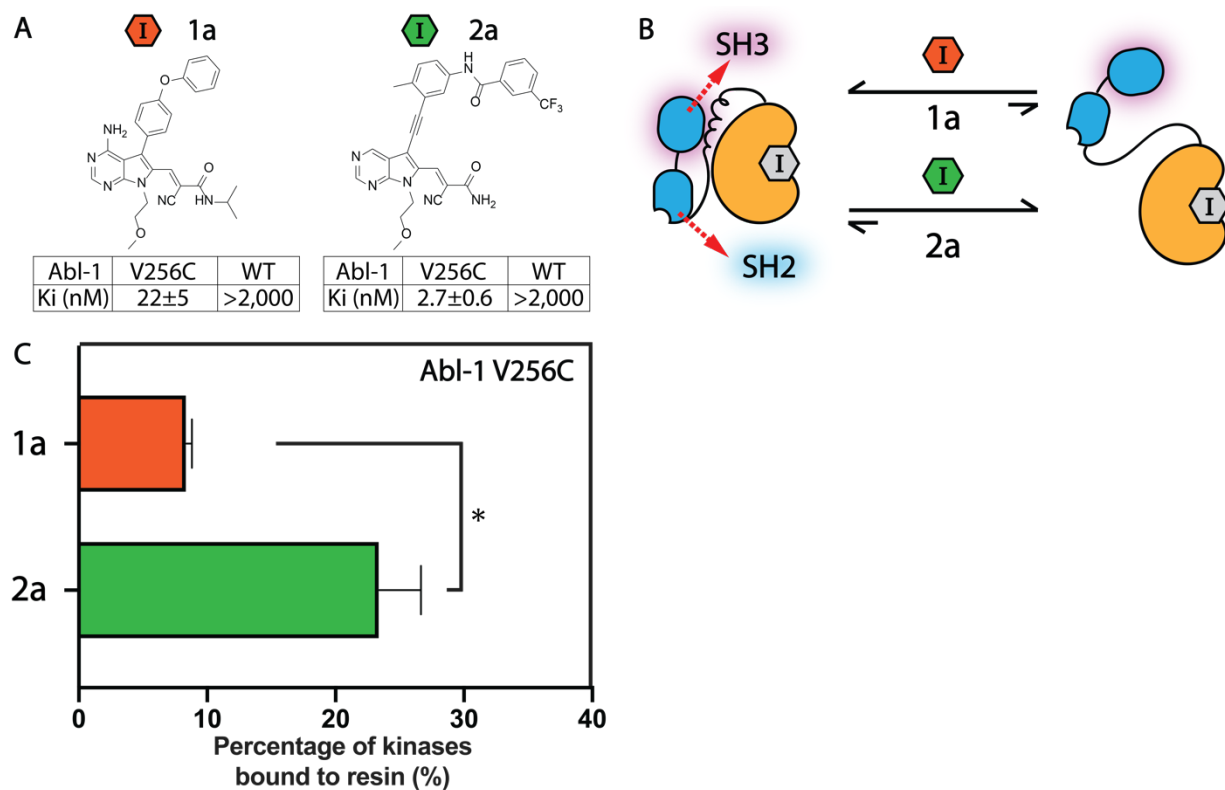 A
I 1a
I 2a
B
O
NH2
N
N
N
O
NC
HN
O
H
N
O
CF3
N
N
N
O
NC
NH2
O
Abl-1 V256C WT
Ki (nM) 22±5 >2,000
Abl-1 V256C WT
Ki (nM) 2.7±0.6 >2,000
SH3
SH2
I
I
1a
I
2a
I
C
Abl-1 V256C
1a
2a
*
0 10 20 30 40
Percentage of kinases
bound to resin (%)